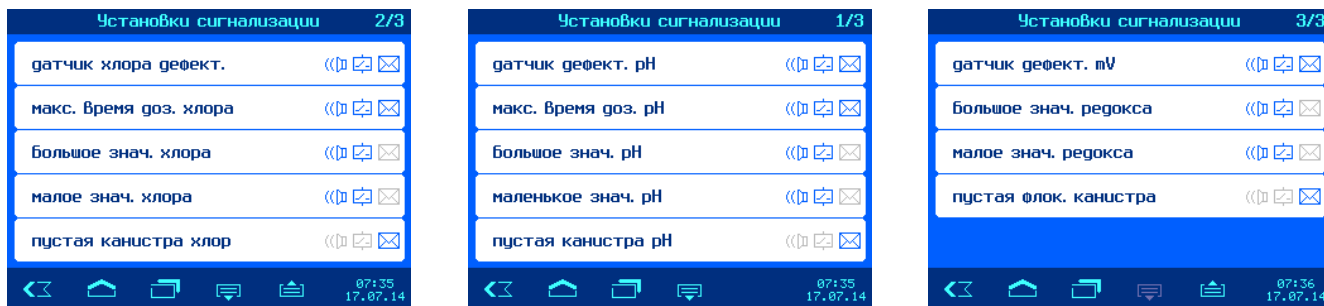 Установки сигнализации 2/3
датчик хлора дефект.
макс. время доз. хлора
большое знач. хлора
малое знач. хлора
пустая канистра хлор
07:35
17.07.14
Установки сигнализации 1/3
датчик дефект. pH
макс. время доз. pH
большое знач. pH
маленькое знач. pH
пустая канистра pH
07:35
17.07.14
Установки сигнализации 3/3
датчик дефект. mV
большое знач. редокса
малое знач. редокса
пустая флок. канистра
07:36
17.07.14